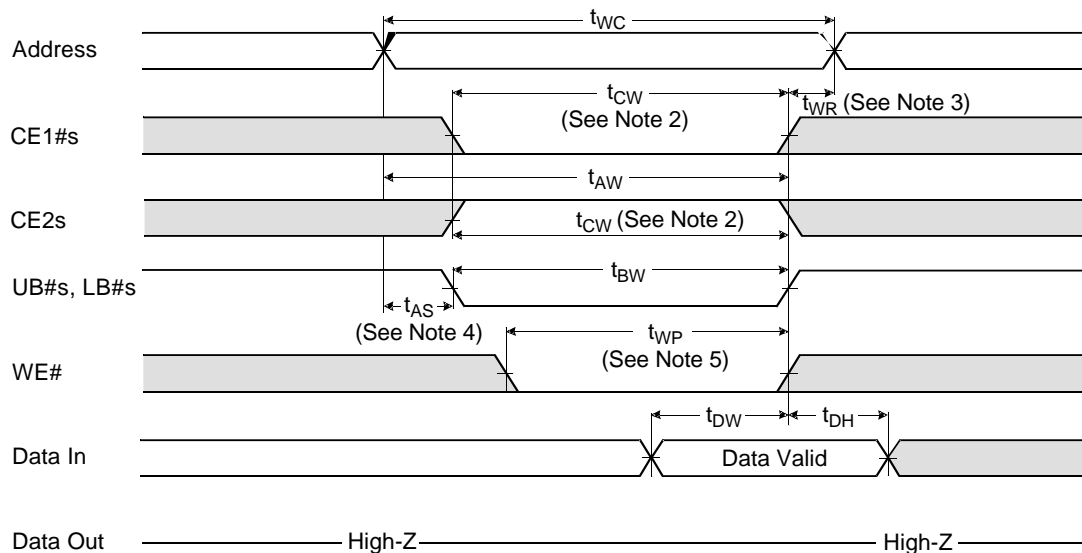 tWC
Address
tCW
(See Note 2)
tWR (See Note 3)
CE1#s
tAW
CE2s
tCW (See Note 2)
UB#s, LB#s
tBW
tAS
(See Note 4)
tWP
(See Note 5)
WE#
tDW
tDH
Data In
Data Valid
Data Out
High-Z
High-Z